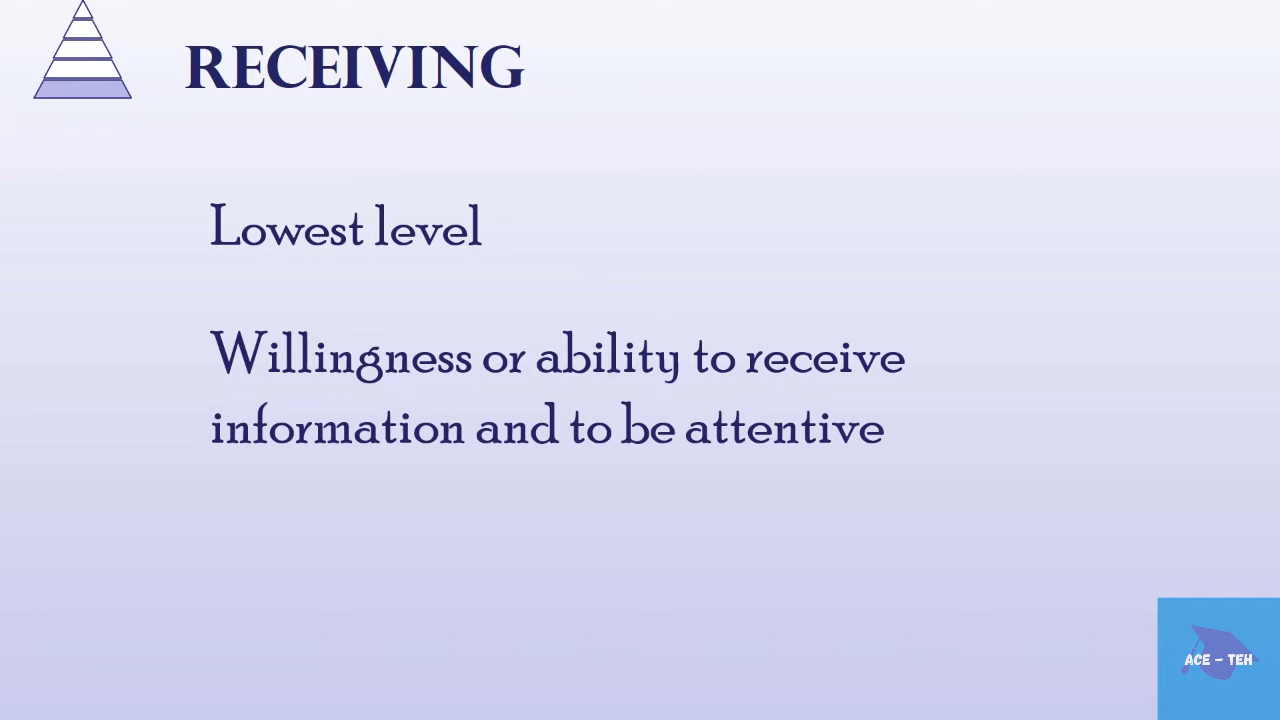 RECEIVING
Lowest level
Willingness or ability to receive
information and to be attentive
ACE – TEH